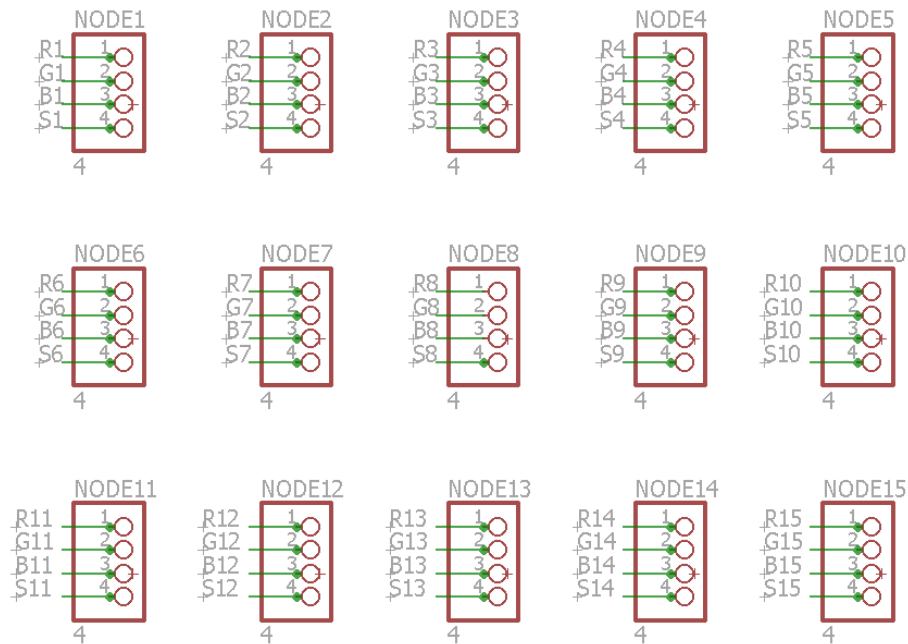 NODE1 NODE2 NODE3 NODE4 NODE5
R1 1 R2 1 R3 1 R4 1 R5 1
G1 2 G2 2 G3 2 G4 2 G5 2
B1 3 B2 3 B3 3 B4 3 B5 3
S1 4 S2 4 S3 4 S4 4 S5 4
4 4 4 4 4
NODE6 NODE7 NODE8 NODE9 NODE10
R6 1 R7 1 R8 1 R9 1 R10 1
G6 2 G7 2 G8 2 G9 2 G10 2
B6 3 B7 3 B8 3 B9 3 B10 3
S6 4 S7 4 S8 4 S9 4 S10 4
4 4 4 4 4
NODE11 NODE12 NODE13 NODE14 NODE15
R11 1 R12 1 R13 1 R14 1 R15 1
G11 2 G12 2 G13 2 G14 2 G15 2
B11 3 B12 3 B13 3 B14 3 B15 3
S11 4 S12 4 S13 4 S14 4 S15 4
4 4 4 4 4